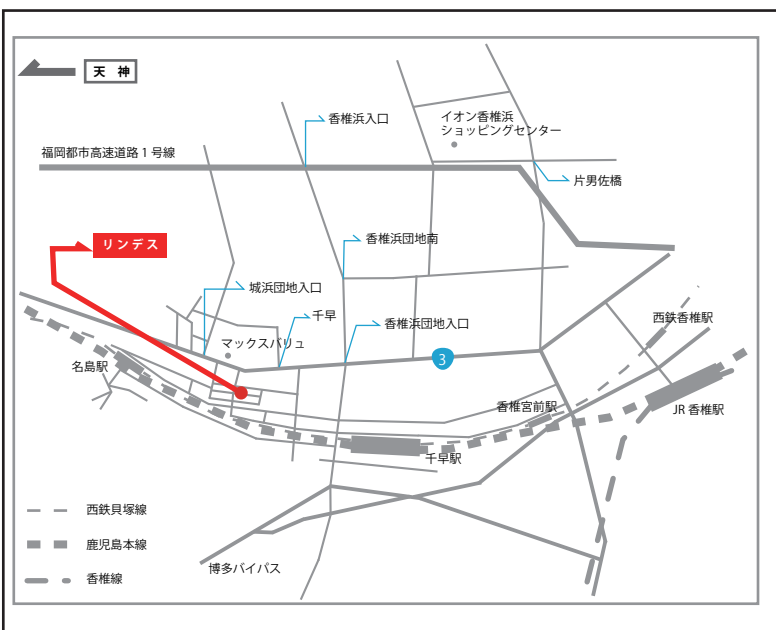 天 神
香椎浜入口
イオン香椎浜
ショッピングセンター
福岡都市高速道路1号線
片男佐橋
リンデス
香椎浜団地南
城浜団地入口
千早
香椎浜団地入口
西鉄香椎駅
マックスバリュ
3
名島駅
香椎宮前駅
JR 香椎駅
千早駅
西鉄貝塚線
鹿児島本線
博多バイパス
香椎線